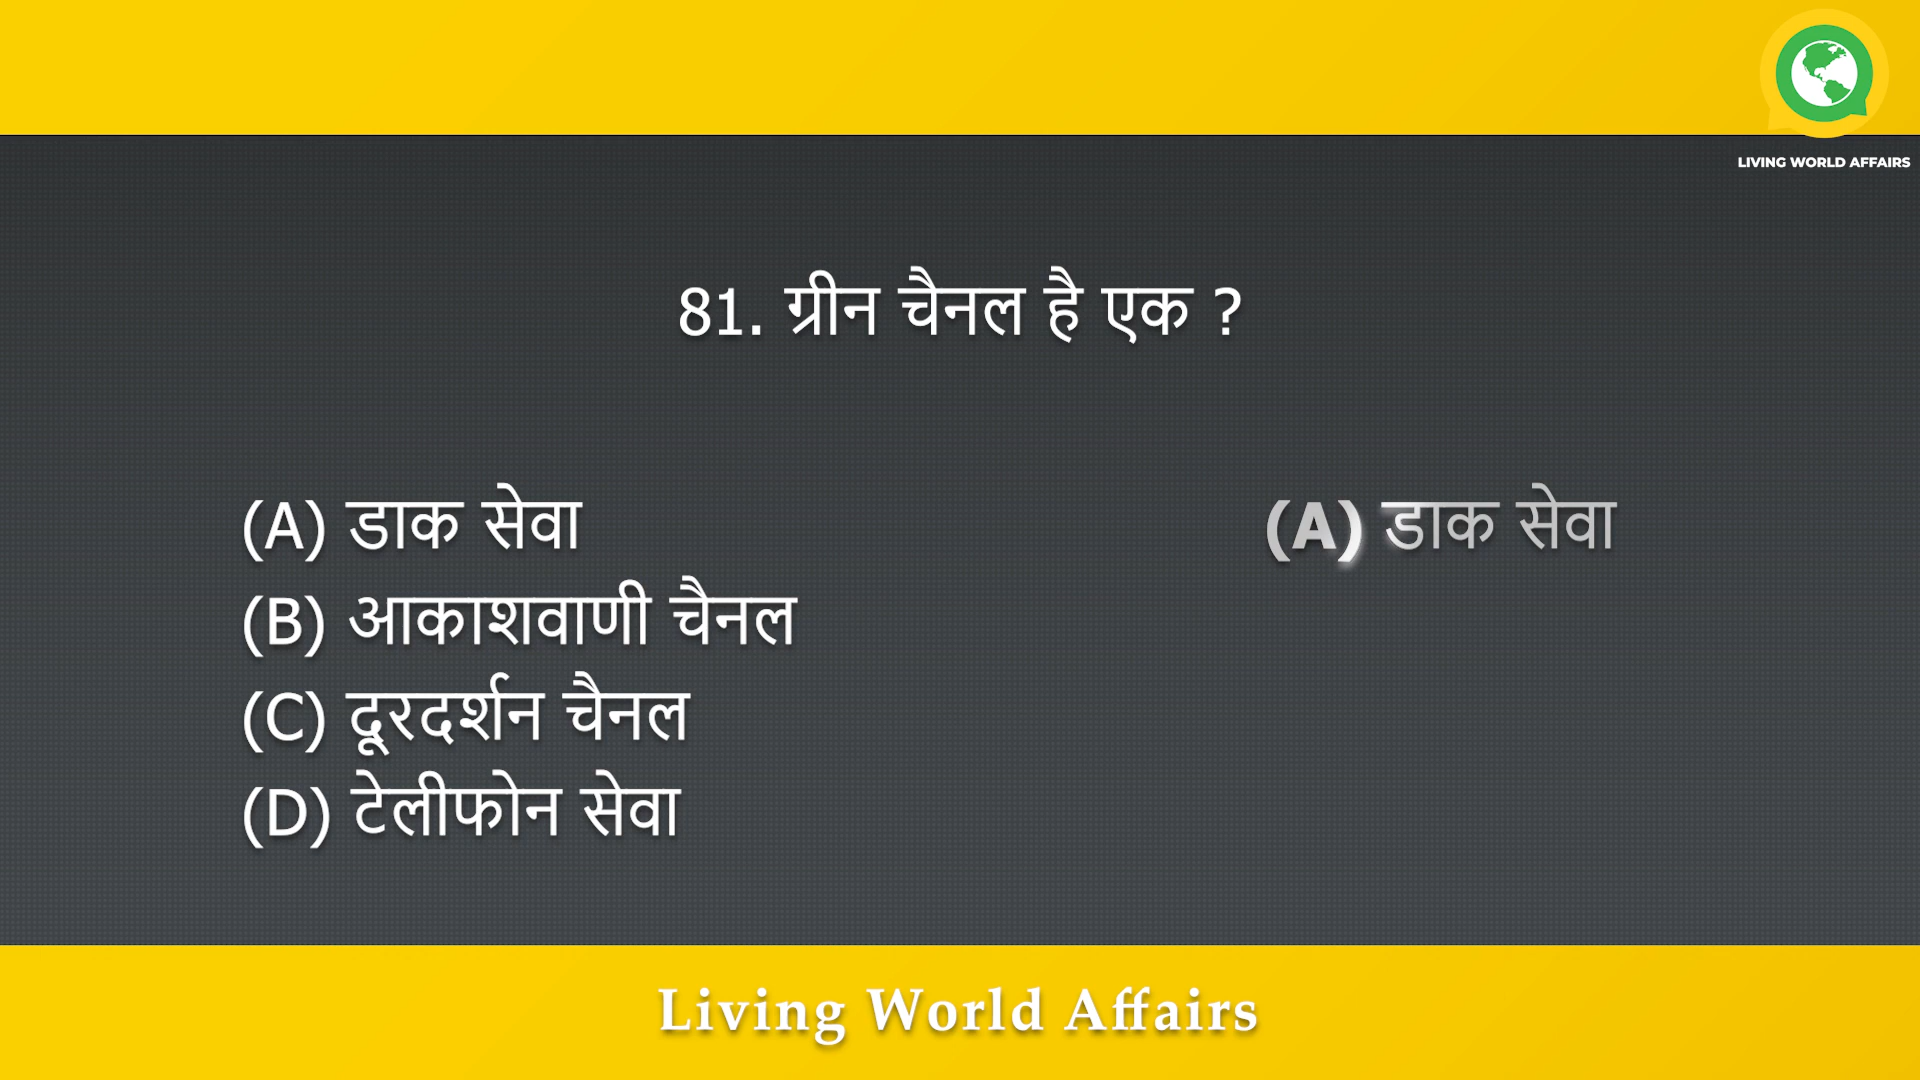 LIVING WORLD AFFAIRS
81. ग्रीन चैनल है एक ?
(A) डाक सेवा
(B) आकाशवाणी चैनल
(C) दूरदर्शन चैनल
(D) टेलीफोन सेवा
(A) डाक सेवा
Living World Affairs